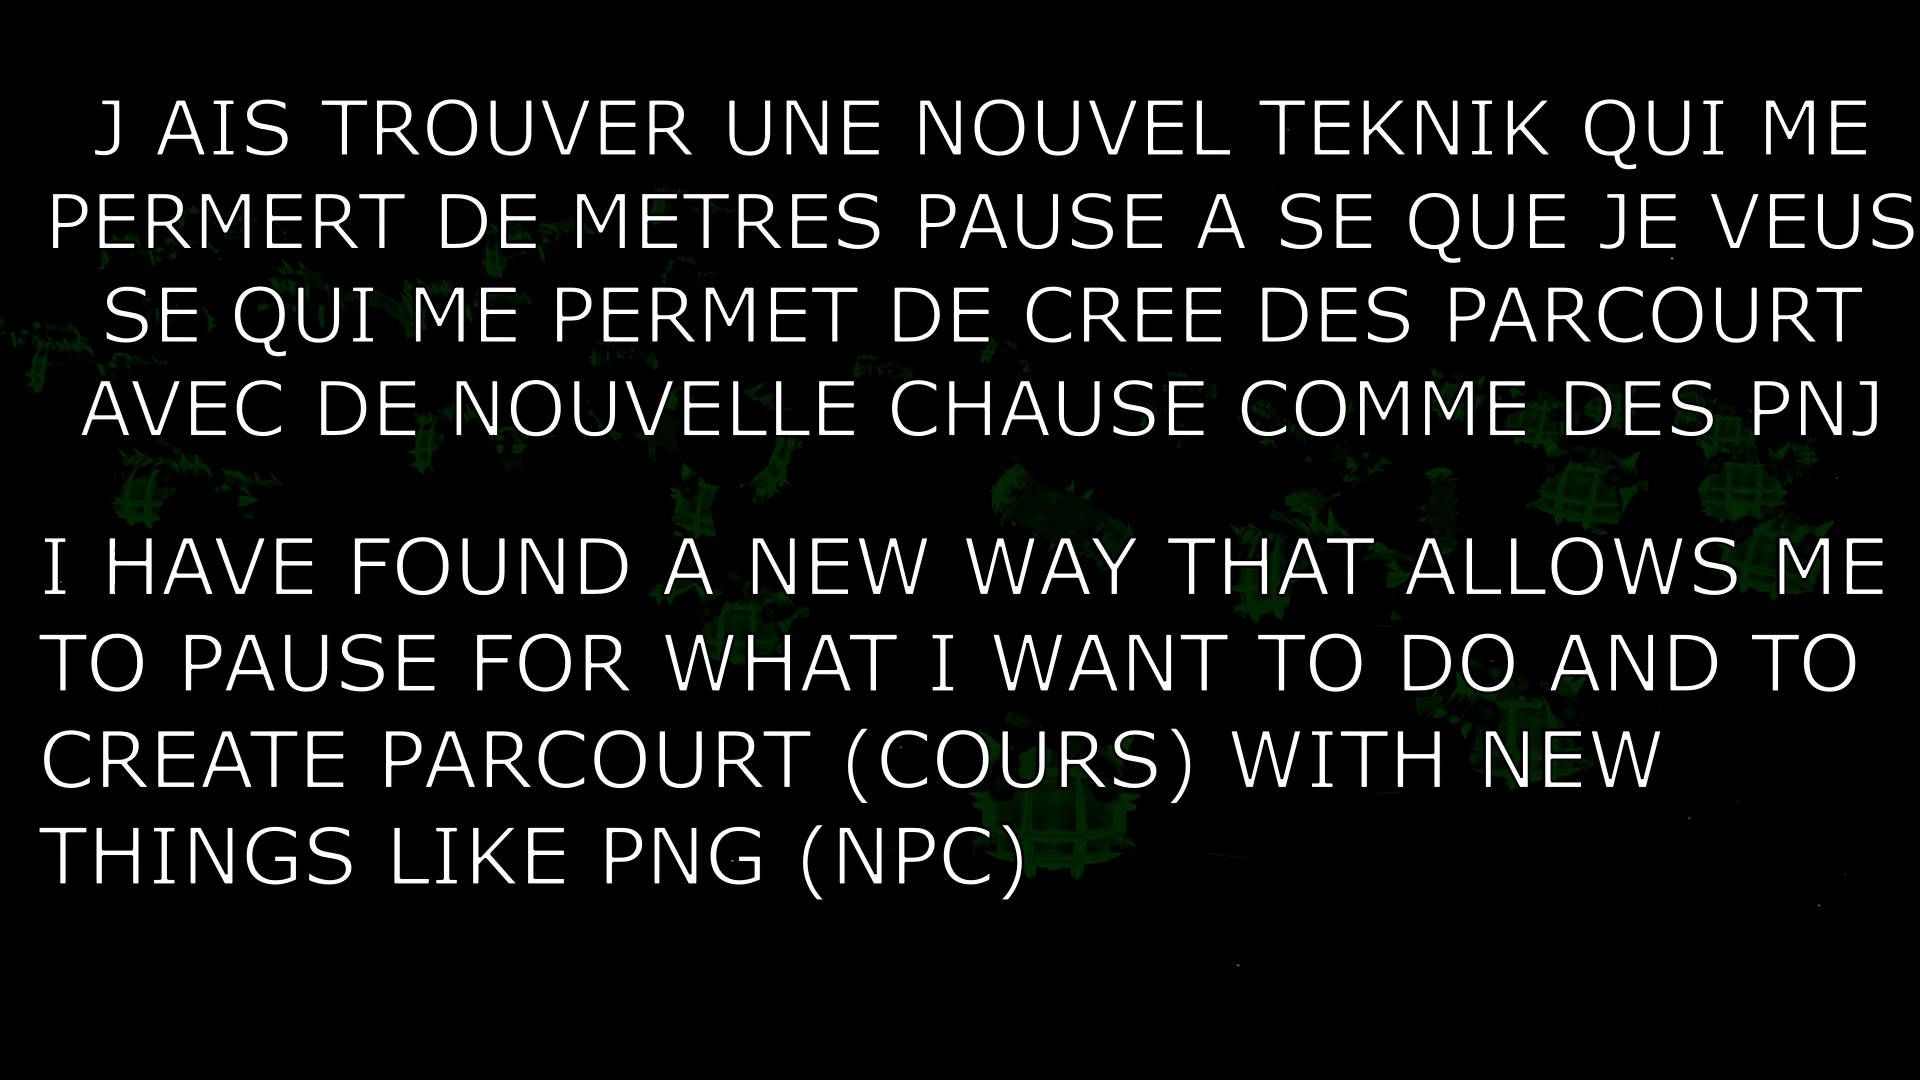 J AIS TROUVER UNE NOUVEL TEKNIK QUI ME
PERMERT DE METRES PAUSE A SE QUE JE VEUS
SE QUI ME PERMET DE CREE DES PARCOURT
AVEC DE NOUVELLE CHAUSE COMME DES PNJ
I HAVE FOUND A NEW WAY THAT ALLOWS ME
TO PAUSE FOR WHAT I WANT TO DO AND TO
CREATE PARCOURT (COURS) WITH NEW
THINGS LIKE PNG (NPC)